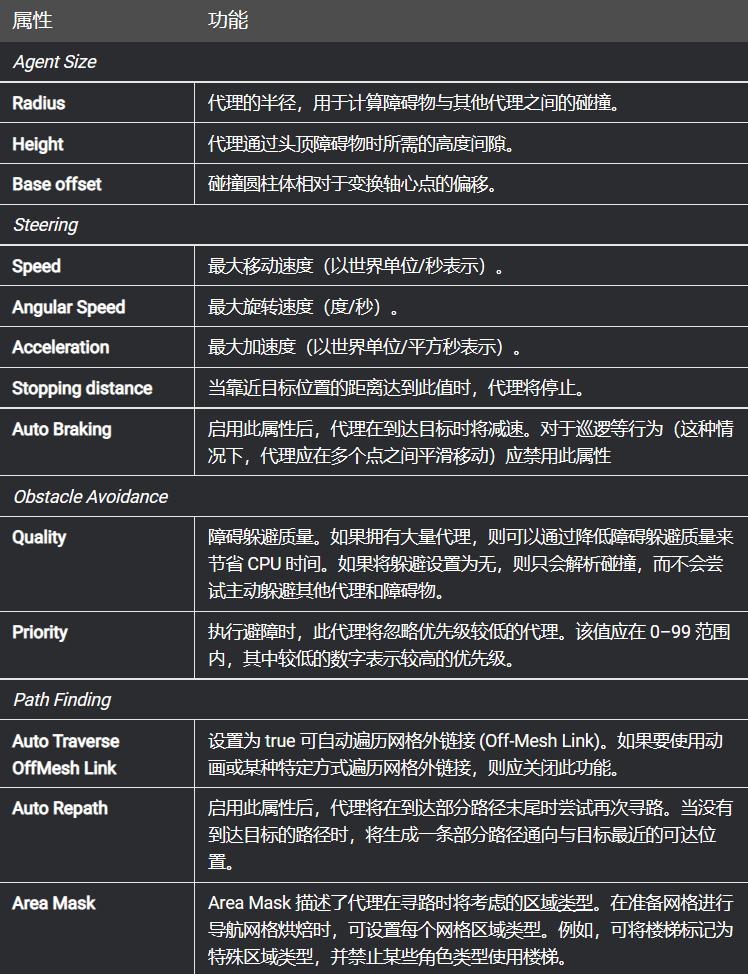 属性 功能
Agent Size
Radius 代理的半径，用于计算障碍物与其他代理之间的碰撞。
Height 代理通过头顶障碍物时所需的高度间隙。
Base offset 碰撞圆柱体相对于变换轴心点的偏移。
Steering
Speed 最大移动速度（以世界单位/秒表示）。
Angular Speed 最大旋转速度（度/秒）。
Acceleration 最大加速度（以世界单位/平方秒表示）。
Stopping distance 当靠近目标位置的距离达到此值时，代理将停止。
Auto Braking 启用此属性后，代理在到达目标时将减速。对于巡逻等行为（这种情
况下，代理应在多个点之间平滑移动）应禁用此属性
Obstacle Avoidance
Quality 障碍躲避质量。如果拥有大量代理，则可以通过降低障碍躲避质量来
节省 CPU 时间。如果将躲避设置为无，则只会解析碰撞，而不会尝
试主动躲避其他代理和障碍物。
Priority 执行避障时，此代理将忽略优先级较低的代理。该值应在 0–99 范围
内，其中较低的数字表示较高的优先级。
Path Finding
Auto Traverse 设置为 true 可自动遍历网格外链接 (Off-Mesh Link)。如果要使用动
OffMesh Link 画或某种特定方式遍历网格外链接，则应关闭此功能。
Auto Repath 启用此属性后，代理将在到达部分路径末尾时尝试再次寻路。当没有
到达目标的路径时，将生成一条部分路径通向与目标最近的可达位
置。
Area Mask Area Mask 描述了代理在寻路时将考虑的区域类型。在准备网格进行
导航网格烘焙时，可设置每个网格区域类型。例如，可将楼梯标记为
特殊区域类型，并禁止某些角色类型使用楼梯。